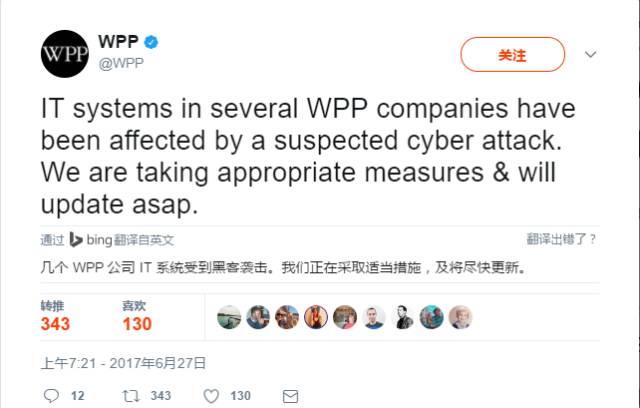 WPP
WPP
@WPP
关注
IT systems in several WPP companies have
been affected by a suspected cyber attack.
We are taking appropriate measures & will
update asap.
通过 bing翻译自英文
翻译出错了？
几个 WPP 公司 IT 系统受到黑客袭击。我们正在采取适当措施，及将尽快更新。
转推 喜欢
343 130
上午7:21 - 2017年6月27日
12 343 130